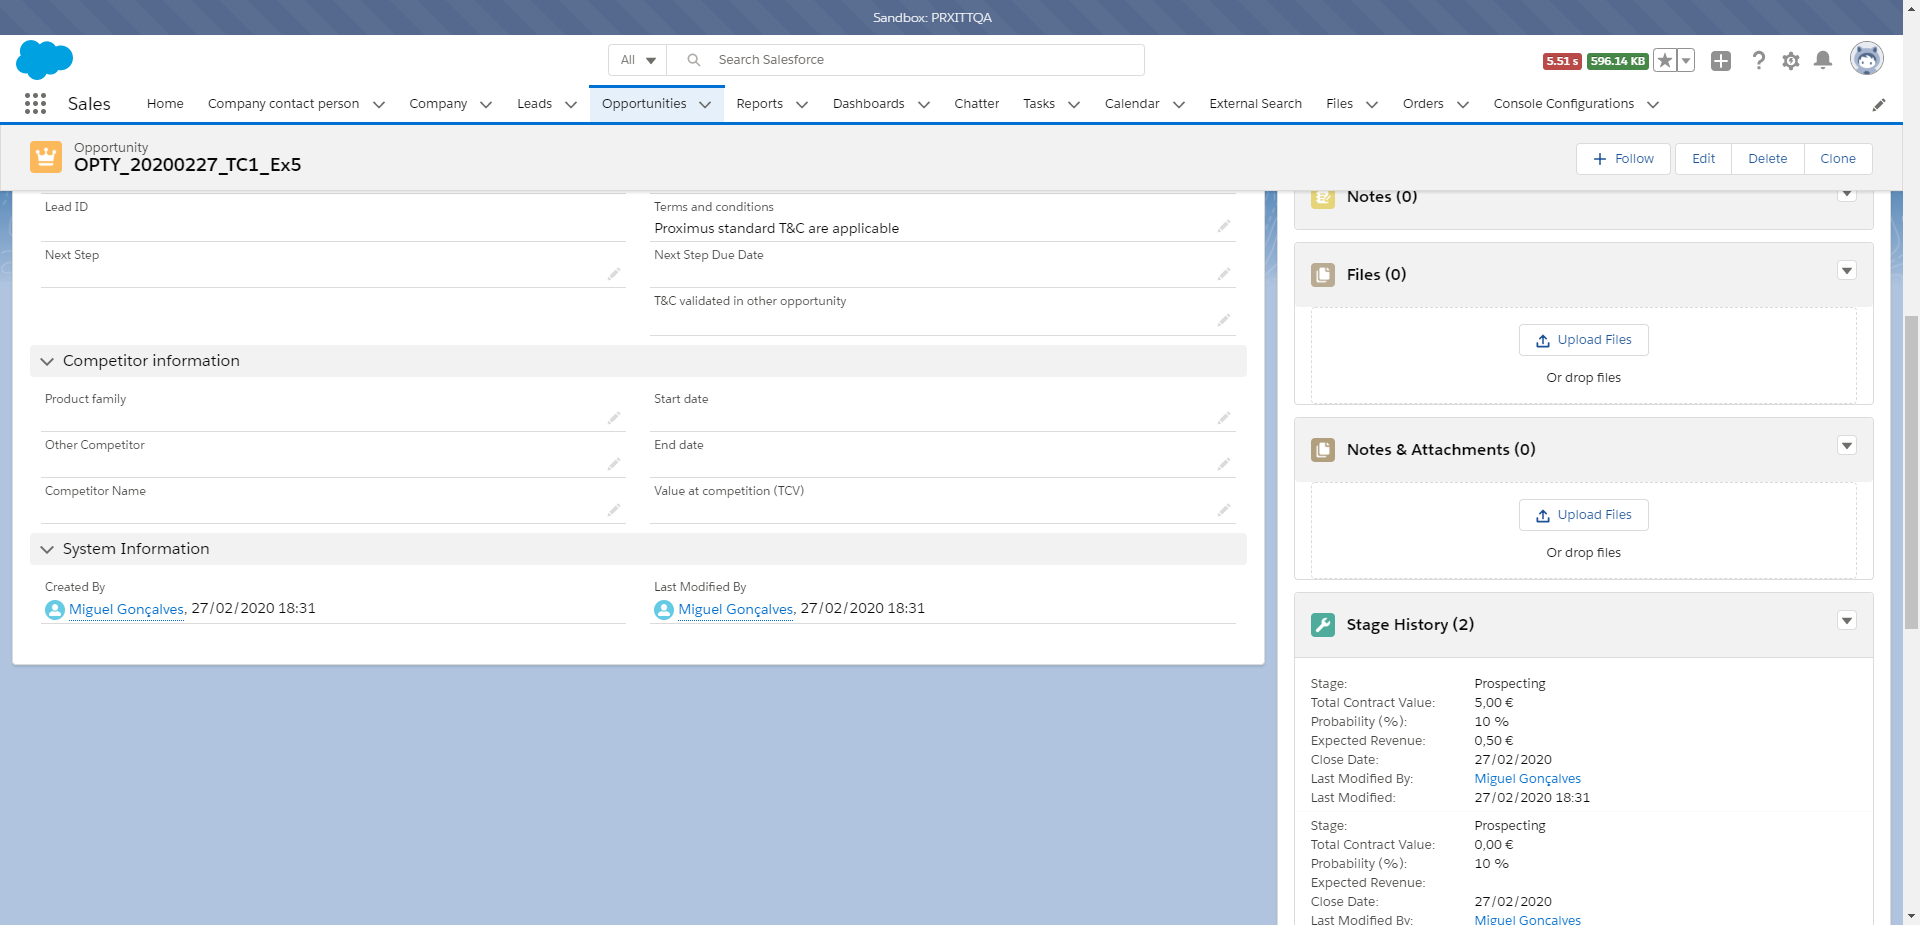 Sandbox: PRXITTQA
All
Search Salesforce
5.51 s
596.14 KB
Sales
Home
Company contact person
Company
Leads
Opportunities
Reports
Dashboards
Chatter
Tasks
Calendar
External Search
Files
Orders
Console Configurations
Opportunity
OPTY_20200227_TC1_Ex5
Follow
Edit
Delete
Clone
Lead ID
Terms and conditions
Proximus standard T&C are applicable
Next Step
Next Step Due Date
T&C validated in other opportunity
Competitor information
Product family
Start date
Other Competitor
End date
Competitor Name
Value at competition (TCV)
System Information
Created By
Miguel Gonçalves, 27/02/2020 18:31
Last Modified By
Miguel Gonçalves, 27/02/2020 18:31
Notes (0)
Files (0)
Upload Files
Or drop files
Notes & Attachments (0)
Upload Files
Or drop files
Stage History (2)
Stage: Prospecting
Total Contract Value: 5,00 €
Probability (%): 10 %
Expected Revenue: 0,50 €
Close Date: 27/02/2020
Last Modified By: Miguel Gonçalves
Last Modified: 27/02/2020 18:31
Stage: Prospecting
Total Contract Value: 0,00 €
Probability (%): 10 %
Expected Revenue:
Close Date: 27/02/2020
Last Modified By: Miguel Gonçalves